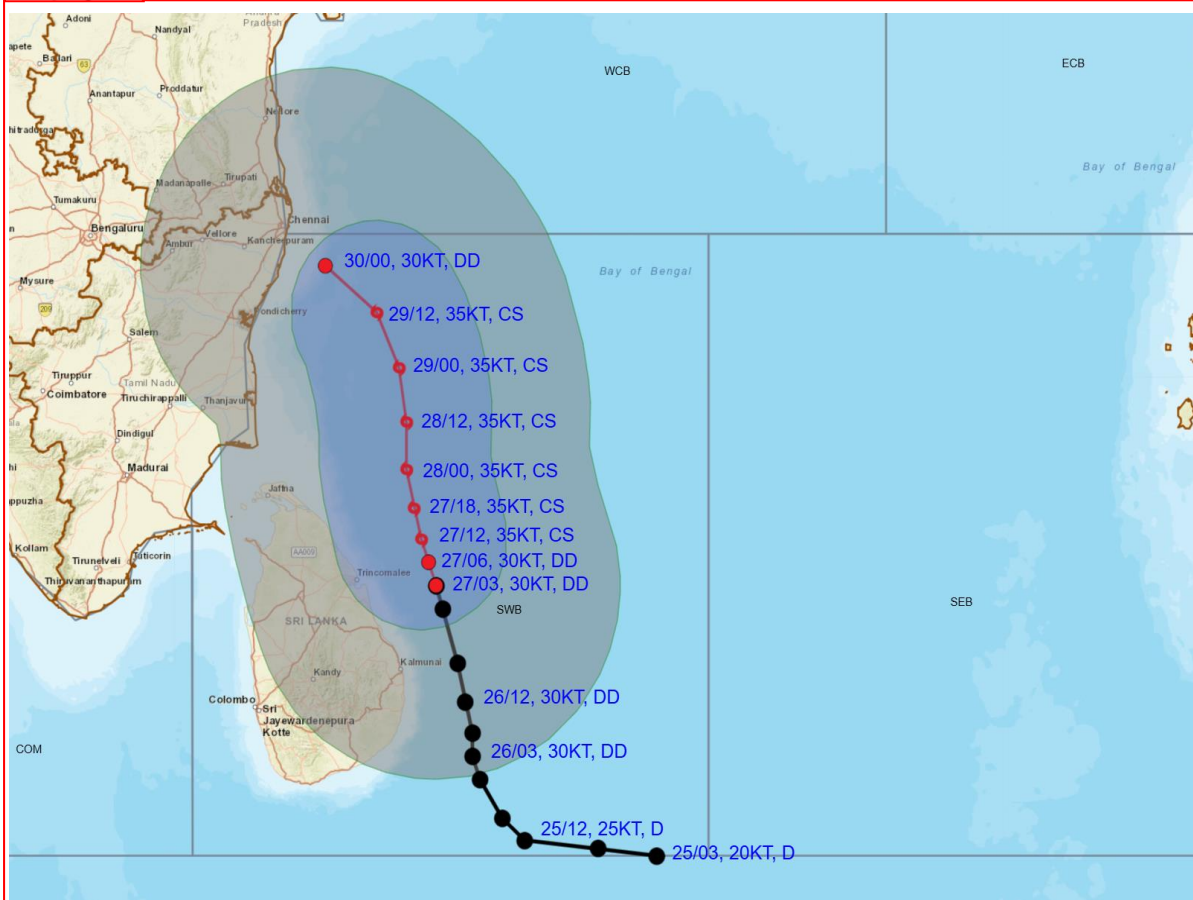 Adoni
Andhra
Pradesh
Nandyal
WCB
ECB
apete
Ballari
63
Proddatur
Anantapur
Nellore
hitradurga
Bay of Bengal
Madanapalle
Tirupati
Tumakuru
Bengaluru
Chennai
Vellore
Ambur
Kancheepuram
30/00, 30KT, DD
Bay of Bengal
Mysure
209
29/12, 35KT, CS
Pondicherry
Salem
29/00, 35KT, CS
Tiruppur
Tamil Nadu
Coimbatore
Tiruchirappalli
Thanjavur
28/12, 35KT, CS
Dindigul
hi
Madurai
28/00, 35KT, CS
Jaffna
appuzha
27/18, 35KT, CS
27/12, 35KT, CS
Kollam
AA009
Tuticorin
Tirunelveli
27/06, 30KT, DD
Thiruvananthapuram
Trincomalee
27/03, 30KT, DD
SWB
SEB
SRI LANKA
Kalmunai
Kandy
26/12, 30KT, DD
Colombo
Sri
Jayewardenepura
Kotte
COM
26/03, 30KT, DD
25/12, 25KT, D
25/03, 20KT, D